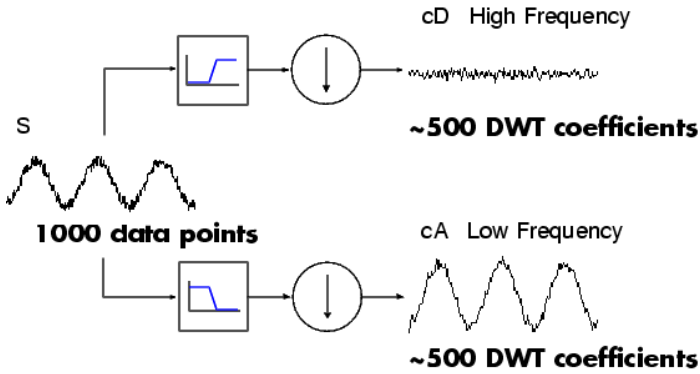 cD High Frequency
~500 DWT coefficients
S
1000 data points
cA Low Frequency
~500 DWT coefficients